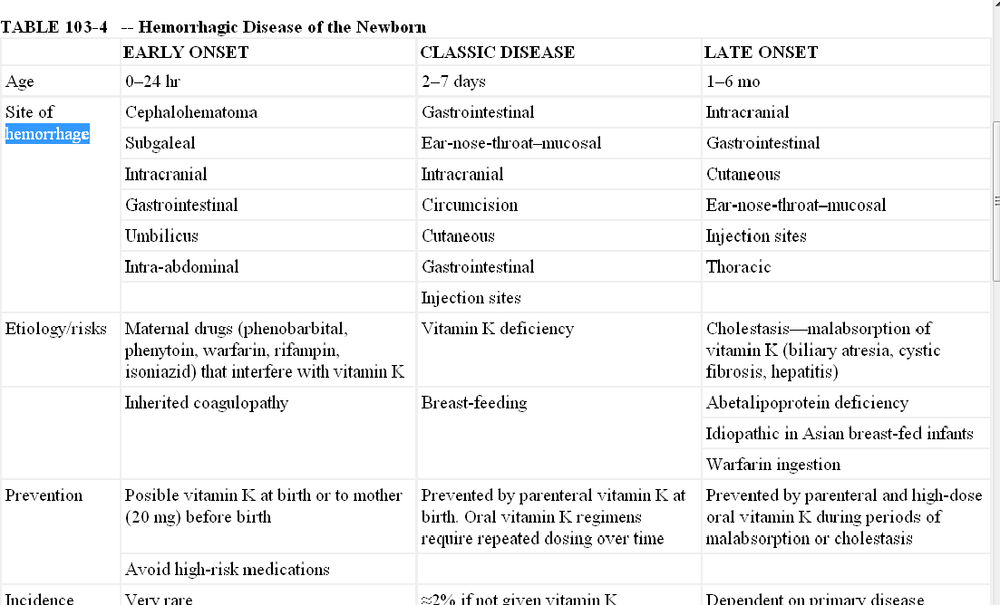 TABLE 103-4 -- Hemorrhagic Disease of the Newborn
EARLY ONSET CLASSIC DISEASE LATE ONSET
Age 0–24 hr 2–7 days 1–6 mo
Site of hemorrhage Cephalohematoma Gastrointestinal Intracranial
Subgaleal Ear-nose-throat–mucosal Gastrointestinal
Intracranial Intracranial Cutaneous
Gastrointestinal Circumcision Ear-nose-throat–mucosal
Umbilicus Cutaneous Injection sites
Intra-abdominal Gastrointestinal Thoracic
Injection sites
Etiology/risks
Maternal drugs (phenobarbital,
phenytoin, warfarin, rifampin,
isoniazid) that interfere with vitamin K
Vitamin K deficiency
Cholestasis—malabsorption of
vitamin K (biliary atresia, cystic
fibrosis, hepatitis)
Inherited coagulopathy Breast-feeding Abetalipoprotein deficiency
Idiopathic in Asian breast-fed infants
Warfarin ingestion
Prevention
Posible vitamin K at birth or to mother
(20 mg) before birth
Prevented by parenteral vitamin K at
birth. Oral vitamin K regimens
require repeated dosing over time
Prevented by parenteral and high-dose
oral vitamin K during periods of
malabsorption or cholestasis
Avoid high-risk medications
Incidence Very rare ≈2% if not given vitamin K Dependent on primary disease